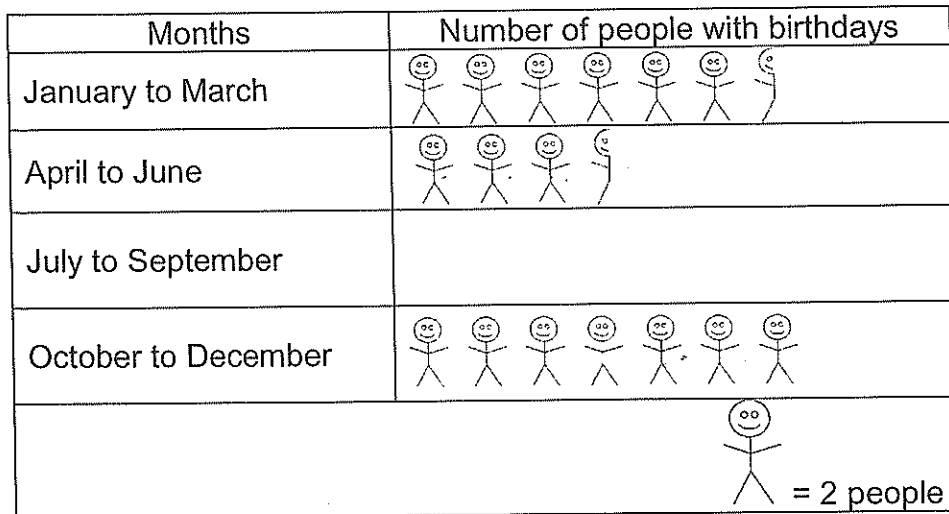 Months
Number of people with birthdays
January to March
April to June
July to September
October to December
= 2 people